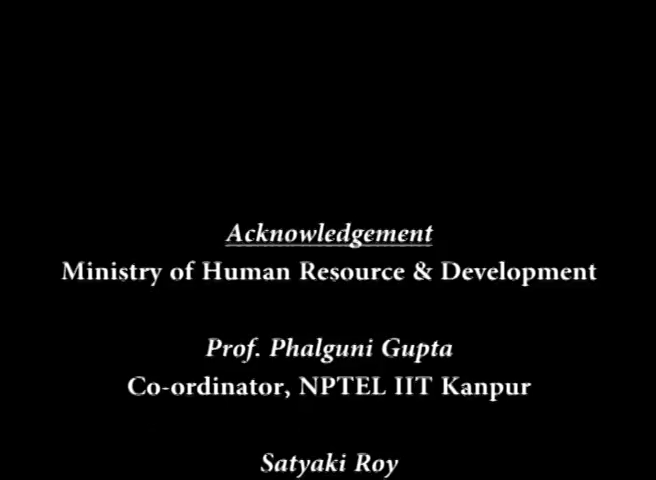 Acknowledgement
Ministry of Human Resource & Development
Prof. Phalguni Gupta
Co-ordinator, NPTEL IIT Kanpur
Satyaki Roy